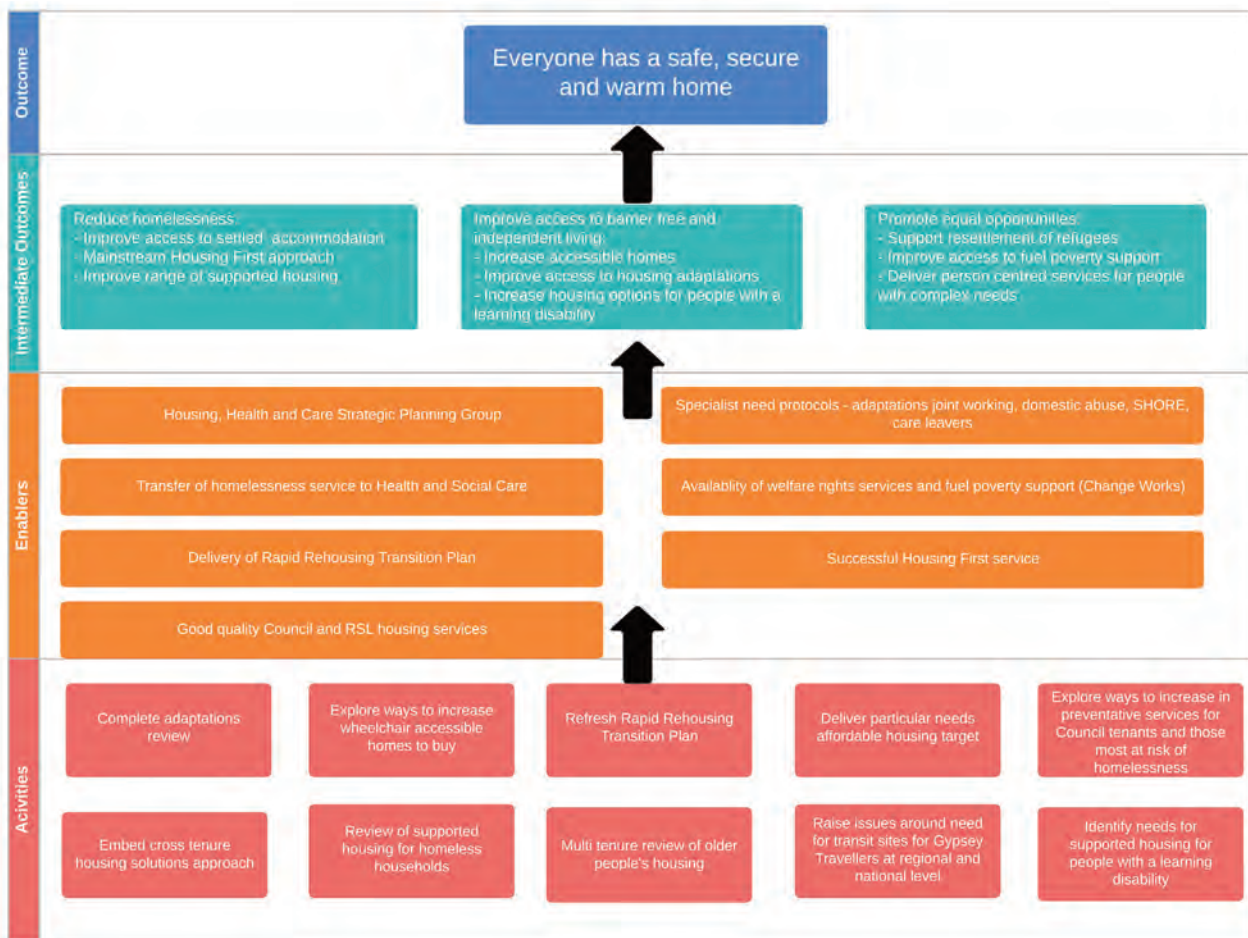 Outcome
Everyone has a safe, secure
and warm home
Intermediate Outcomes
Reduce homelessness:
- Improve access to settled accommodation
- Mainstream Housing First approach
- Improve range of supported housing
Improve access to barrier free and
independent living:
- Increase accessible homes
- Improve access to housing adaptations
- Increase housing options for people with a
learning disability
Promote equal opportunities:
- Support resettlement of refugees
- Improve access to fuel poverty support
- Deliver person centred services for people
with complex needs
Enablers
Housing, Health and Care Strategic Planning Group
Specialist need protocols - adaptations joint working, domestic abuse, SHORE,
care leavers
Transfer of homelessness service to Health and Social Care
Availablity of welfare rights services and fuel poverty support (Change Works)
Delivery of Rapid Rehousing Transition Plan
Successful Housing First service
Good quality Council and RSL housing services
Acivities
Complete adaptations
review
Explore ways to increase
wheelchair accessible
homes to buy
Refresh Rapid Rehousing
Transition Plan
Deliver particular needs
affordable housing target
Explore ways to increase in
preventative services for
Council tenants and those
most at risk of
homelessness
Embed cross tenure
housing solutions approach
Review of supported
housing for homeless
households
Multi tenure review of older
people's housing
Raise issues around need
for transit sites for Gypsey
Travellers at regional and
national level
Identify needs for
supported housing for
people with a learning
disability